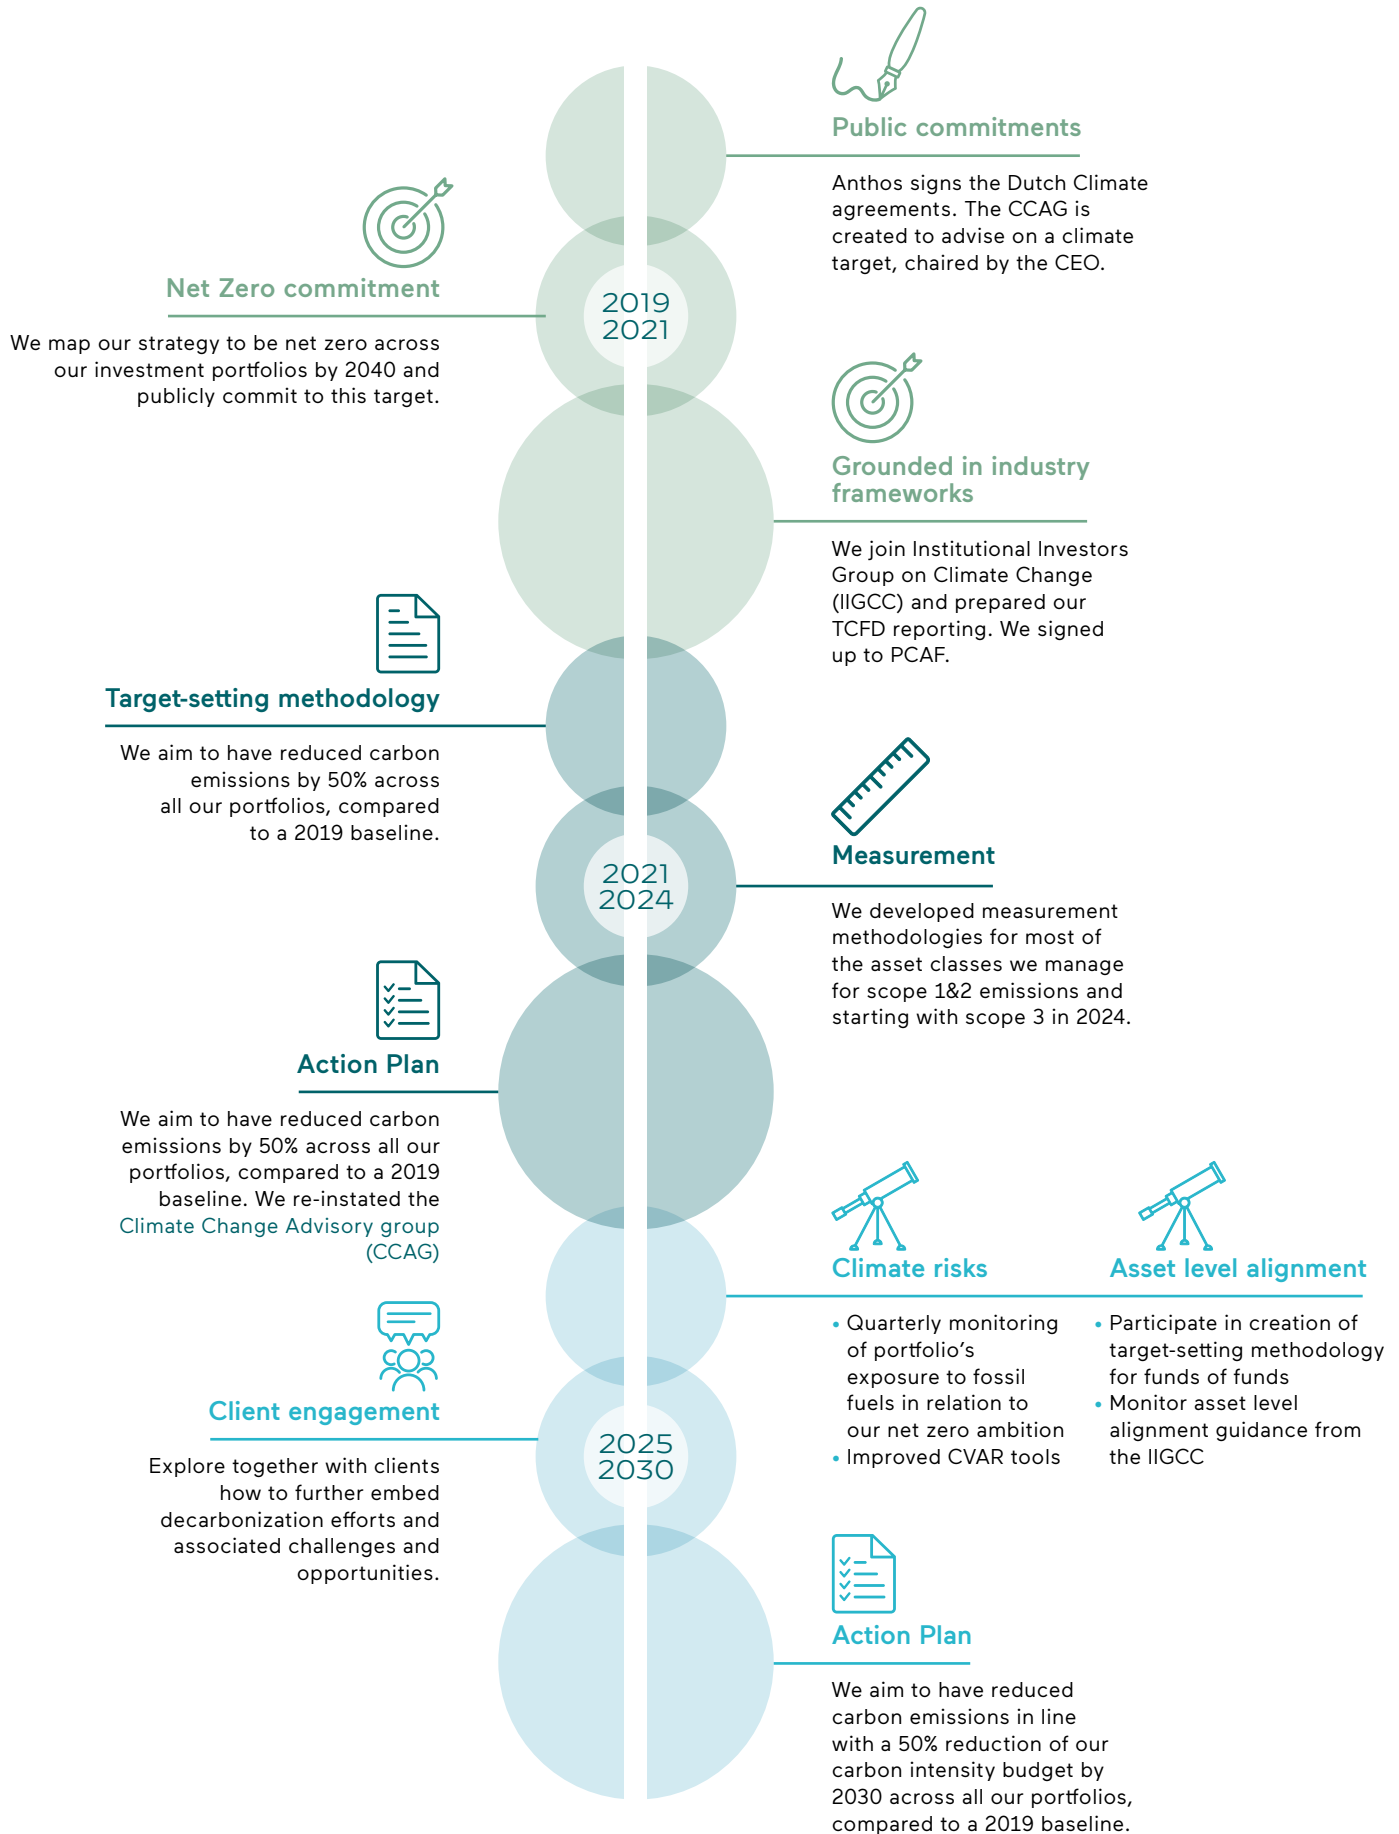 Public commitments
Anthos signs the Dutch Climate
agreements. The CCAG is
created to advise on a climate
target, chaired by the CEO.
Net Zero commitment
We map our strategy to be net zero across
our investment portfolios by 2040 and
publicly commit to this target.
2019
2021
Grounded in industry
frameworks
We join Institutional Investors
Group on Climate Change
(IIGCC) and prepared our
TCFD reporting. We signed
up to PCAF.
Target-setting methodology
We aim to have reduced carbon
emissions by 50% across
all our portfolios, compared
to a 2019 baseline.
2021
2024
Measurement
We developed measurement
methodologies for most of
the asset classes we manage
for scope 1&2 emissions and
starting with scope 3 in 2024.
Action Plan
We aim to have reduced carbon
emissions by 50% across all our
portfolios, compared to a 2019
baseline. We re-instated the
Climate Change Advisory group
(CCAG)
Climate risks
• Quarterly monitoring
of portfolio's
exposure to fossil
fuels in relation to
our net zero ambition
• Improved CVAR tools
Asset level alignment
• Participate in creation of
target-setting methodology
for funds of funds
• Monitor asset level
alignment guidance from
the IIGCC
Client engagement
Explore together with clients
how to further embed
decarbonization efforts and
associated challenges and
opportunities.
2025
2030
Action Plan
We aim to have reduced
carbon emissions in line
with a 50% reduction of our
carbon intensity budget by
2030 across all our portfolios,
compared to a 2019 baseline.